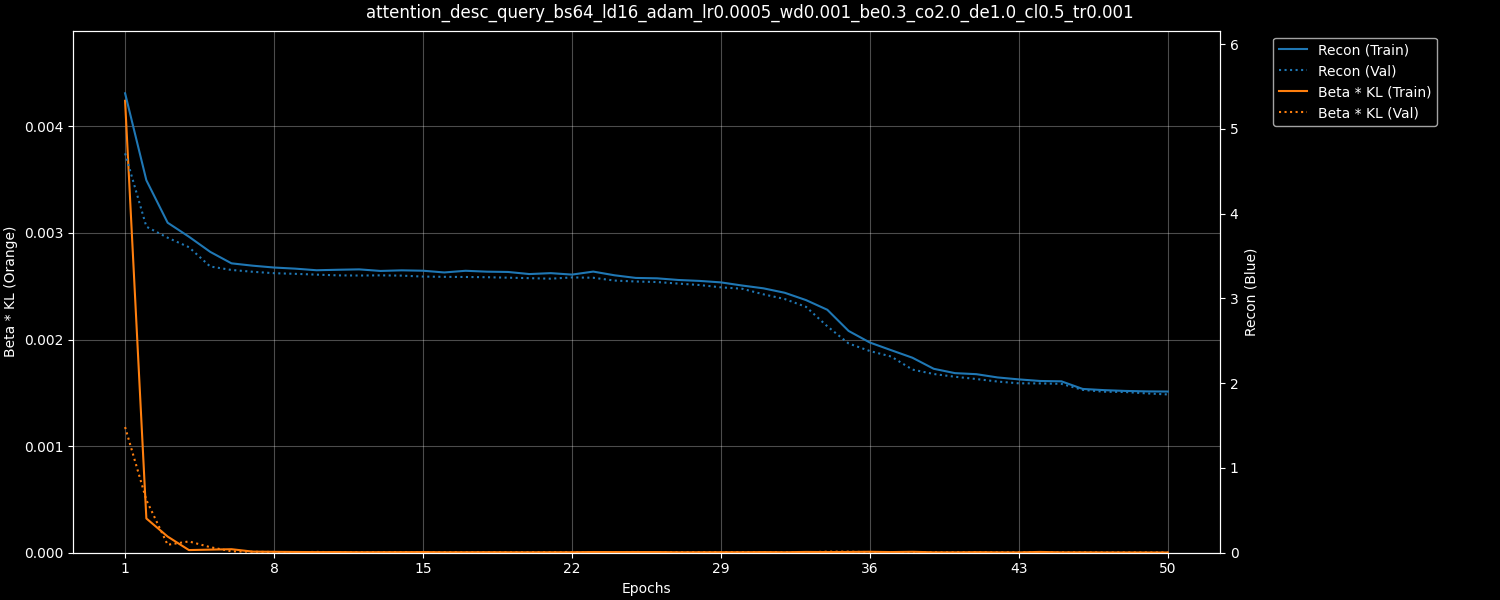 attention_desc_query_bs64_ld16_adam_lr0.0005_wd0.001_be0.3_co2.0_de1.0_cl0.5_tr0.001
Recon (Train)
Recon (Val)
Beta * KL (Train)
Beta * KL (Val)
Beta * KL (Orange)
0.004
0.003
0.002
0.001
0.000
6
5
4
3
2
1
0
Recon (Blue)
1 8 15 22 29 36 43 50
Epochs